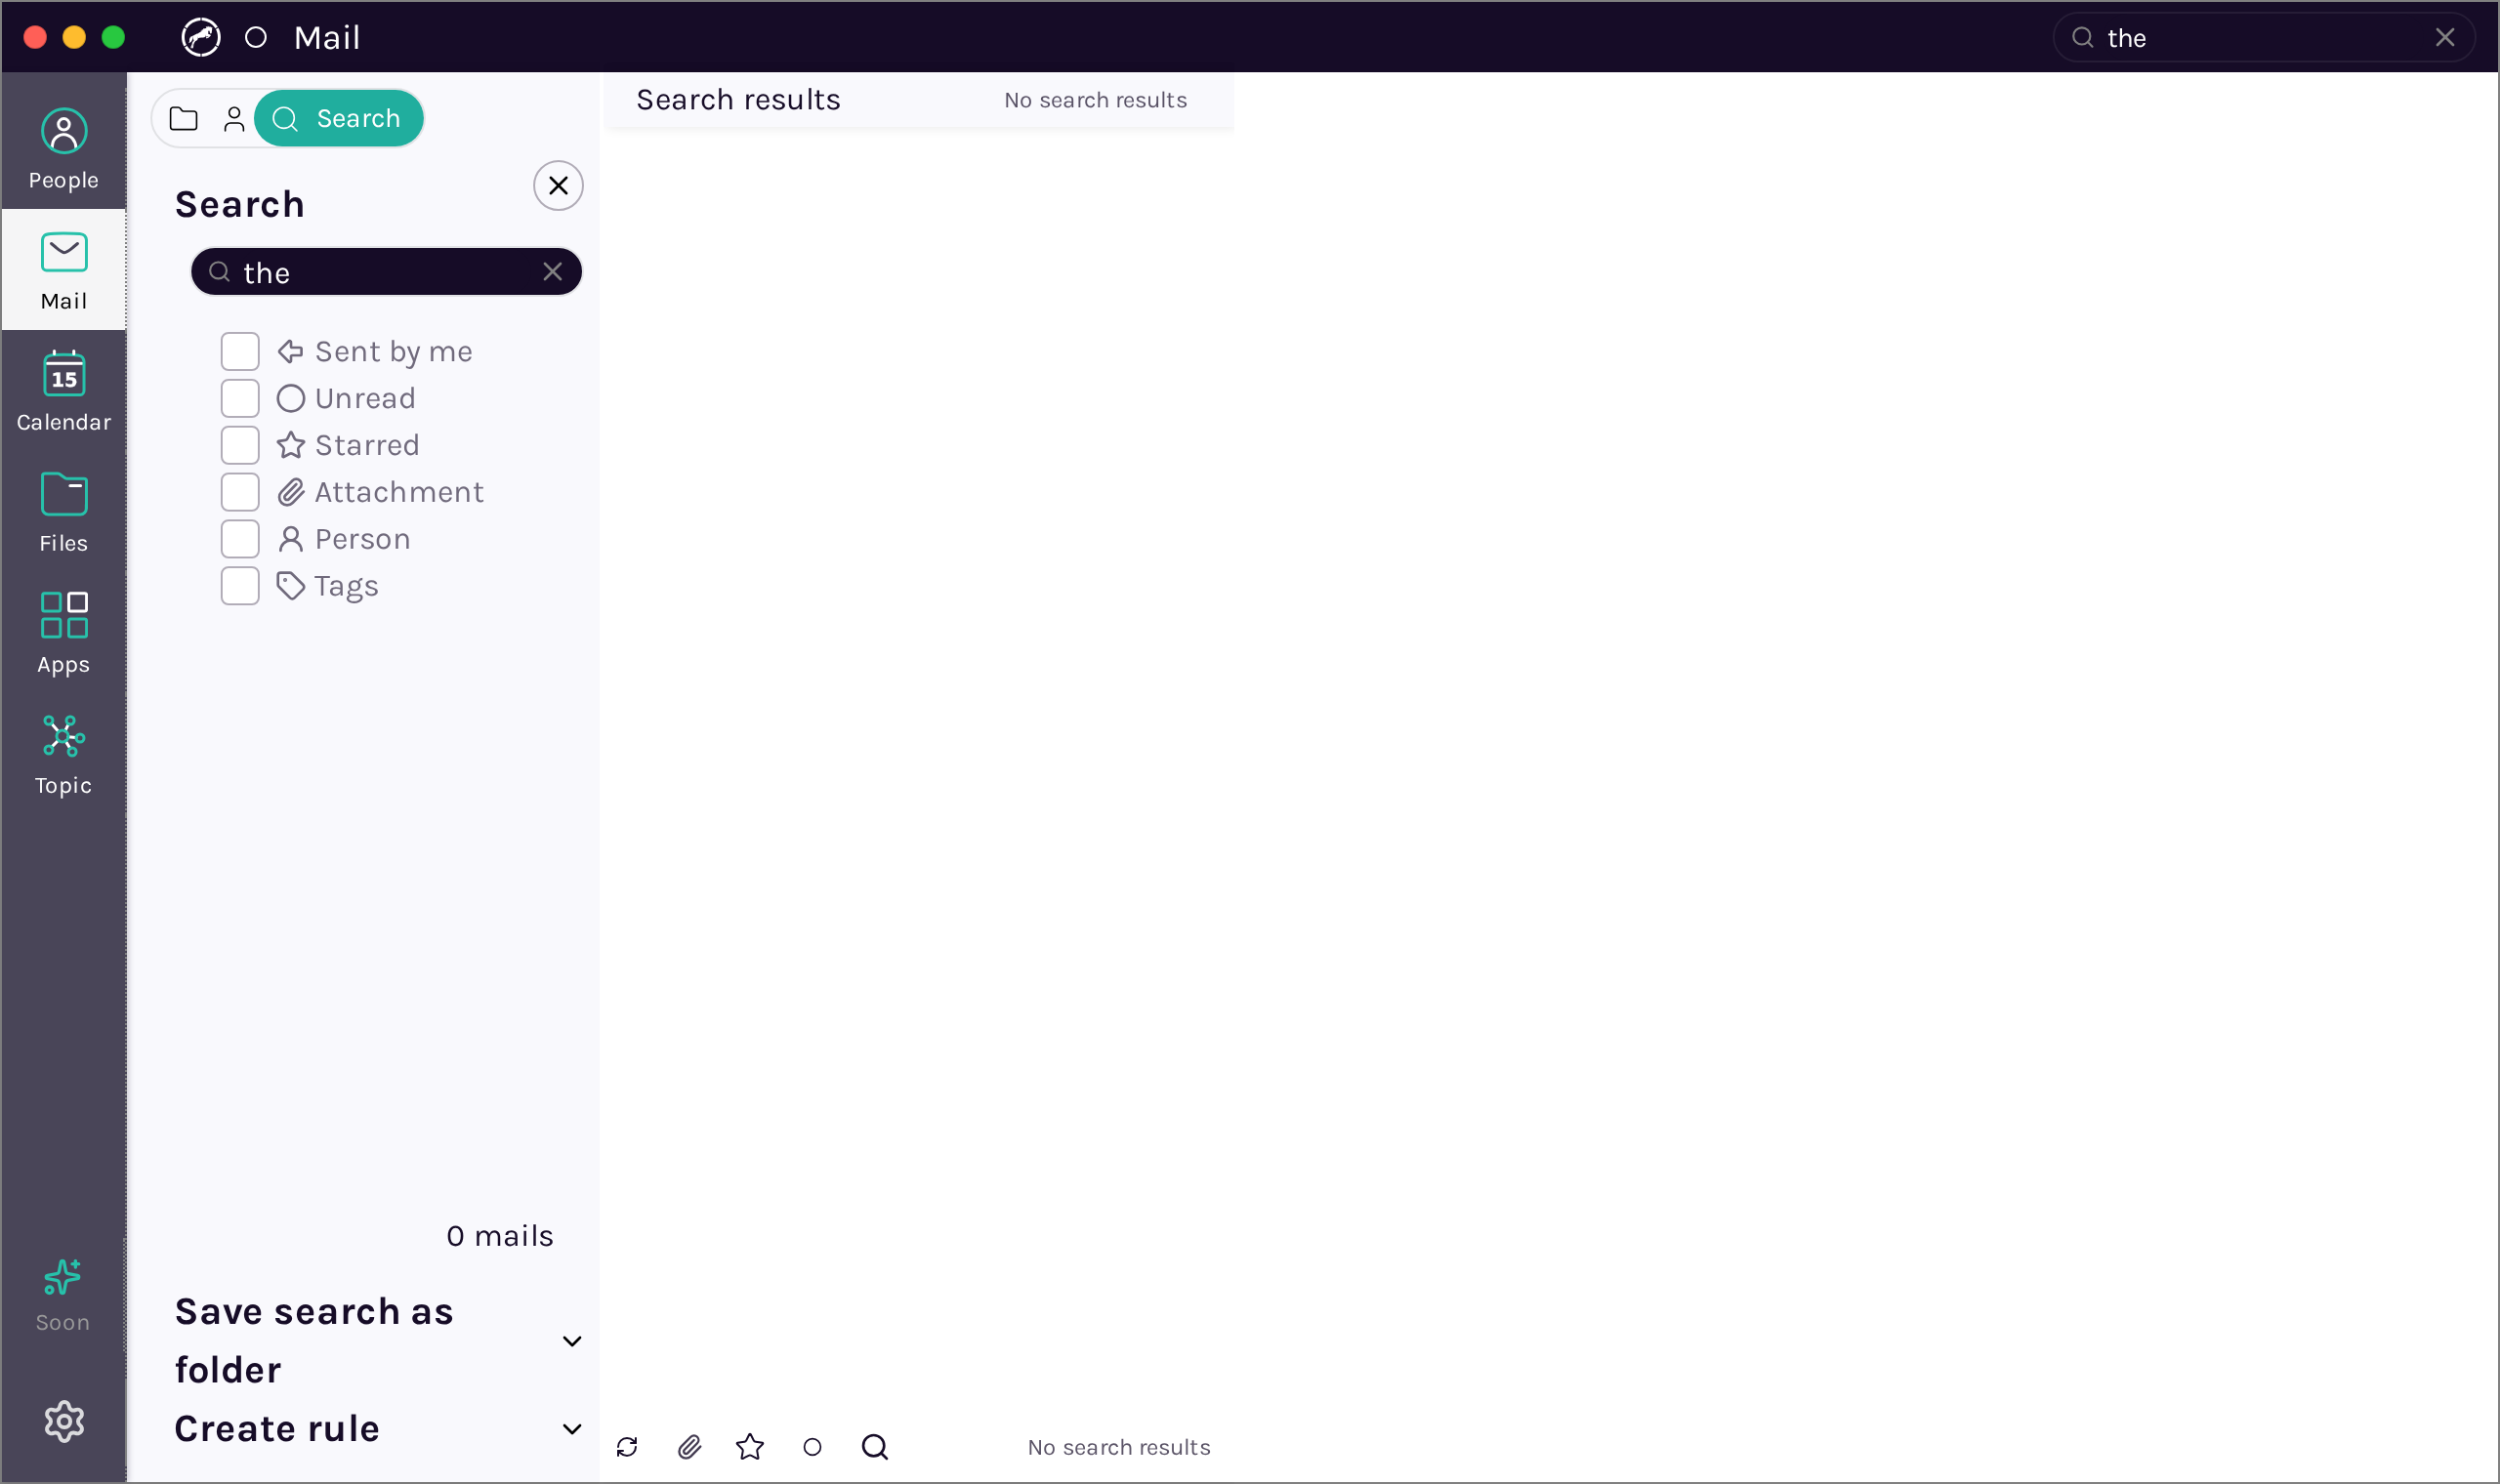 Mail
the
People
Mail
15
Calendar
Files
Apps
Topic
Soon
Search
Search
the
Sent by me
Unread
Starred
Attachment
Person
Tags
0 mails
Save search as
folder
Create rule
Search results
No search results
No search results